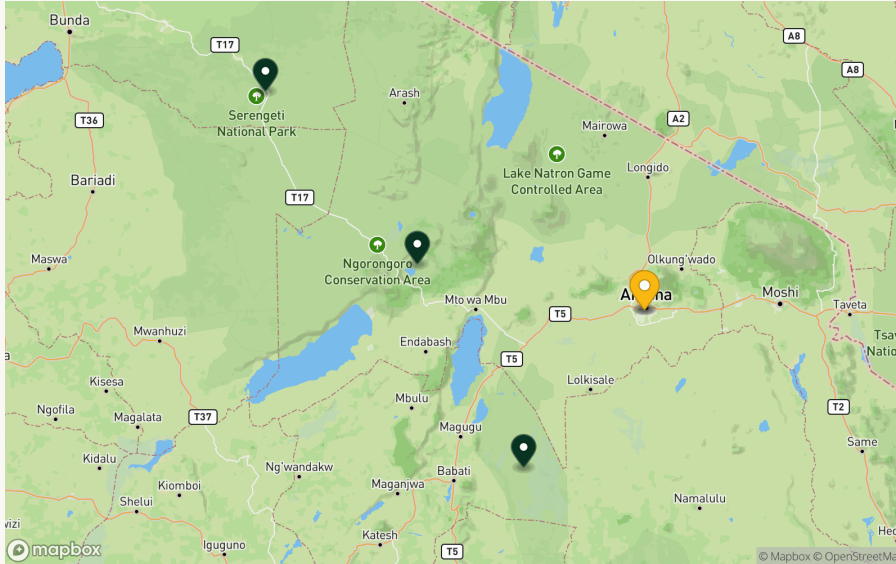 Bunda
T17
A8
A8
Arash
T36
Serengeti
National Park
Mairowa
A2
Lake Natron Game
Controlled Area
Longido
Bariadi
T17
Maswa
Ngorongoro
Conservation Area
Olkung'wado
Mto wa Mbu
Moshi
Taveta
T5
Mwanhuzi
Endabash
T5
Kisesa
Lolkisale
Mbulu
T2
Ngofila
Magalata
T37
Magugu
Same
Kidalu
Ng'wandakw
Babati
Kiomboi
Maganjwa
Namalulu
Shelui
Katesh
Iguguno
T5
mapbox
© Mapbox © OpenStreetMa